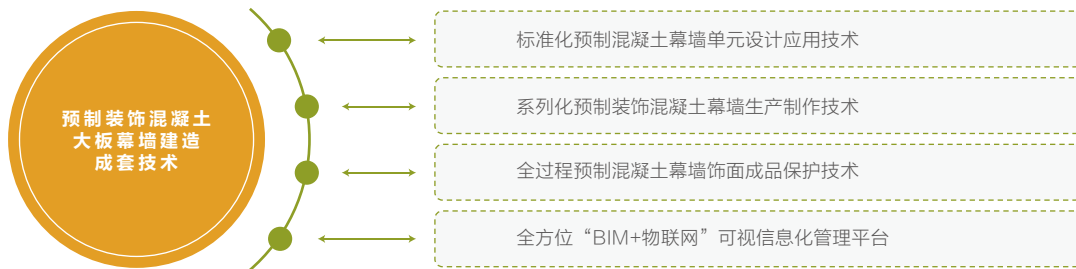 预制装饰混凝土
大板幕墙建造
成套技术
标准化预制混凝土幕墙单元设计应用技术
系列化预制装饰混凝土幕墙生产制作技术
全过程预制混凝土幕墙饰面成品保护技术
全方位“BIM+物联网”可视信息化管理平台